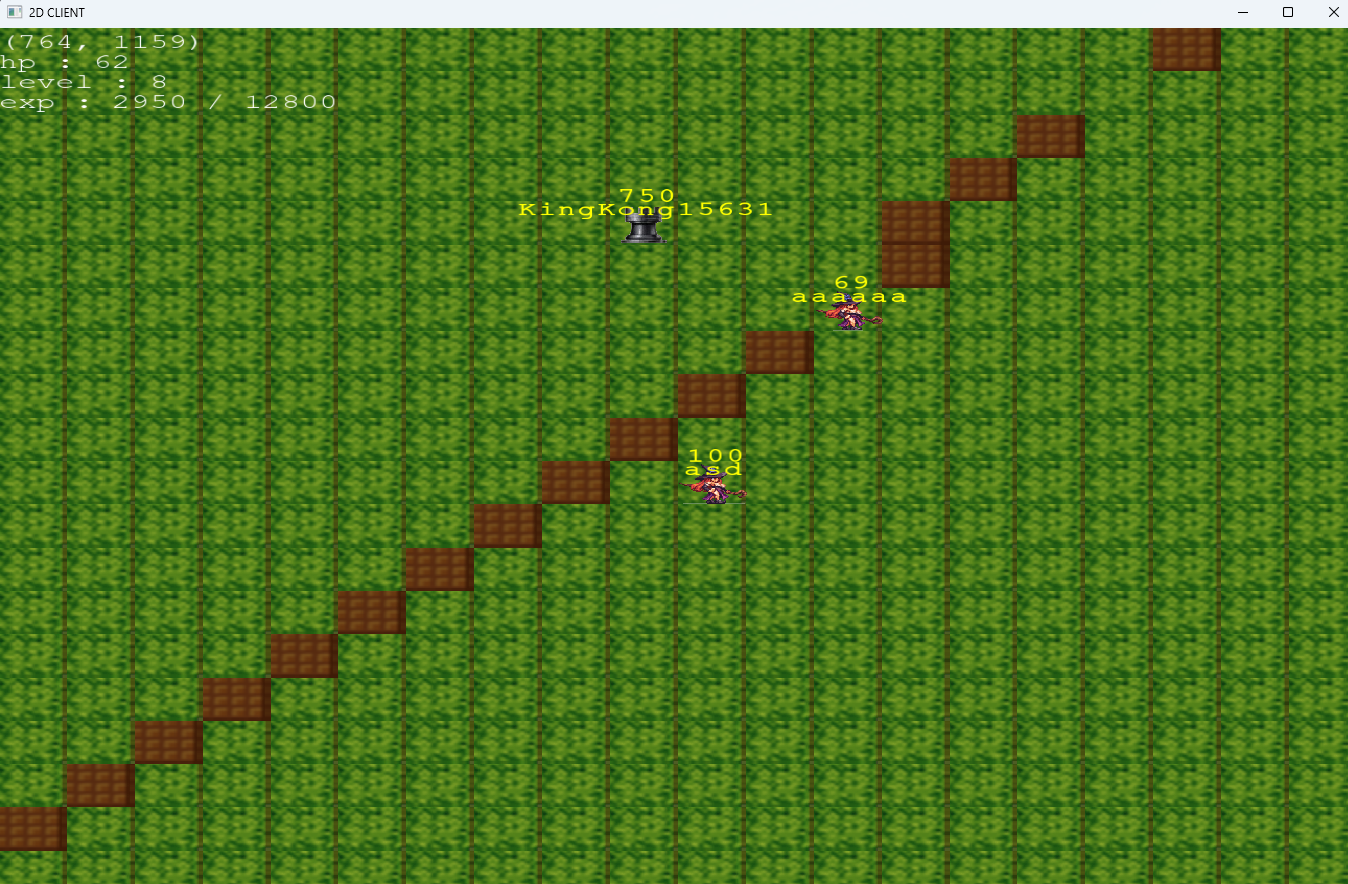 2D CLIENT
(764, 1159)
hp : 62
level : 8
exp : 2950 / 12800
750
KingKong15631
69
aaaaaa
100
asd